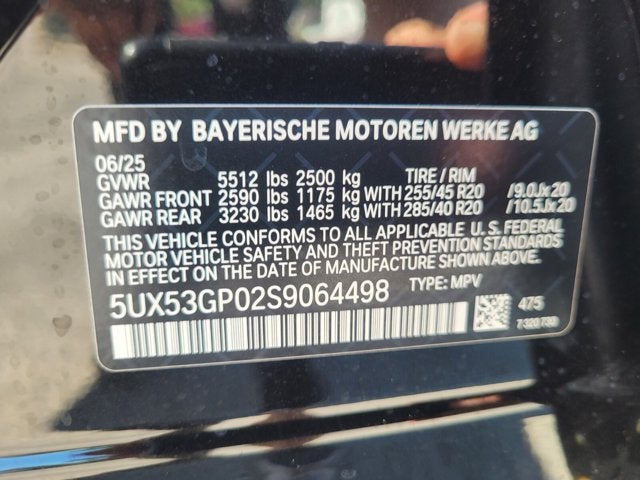 MFD BY BAYERISCHE MOTOREN WERKE AG
06/25
GVWR 5512 lbs 2500 kg TIRE / RIM
GAWR FRONT 2590 lbs 1175 kg WITH 255/45 R20 /9.0Jx20
GAWR REAR 3230 lbs 1465 kg WITH 285/40 R20 /10.5Jx20
THIS VEHICLE CONFORMS TO ALL APPLICABLE U. S. FEDERAL
MOTOR VEHICLE SAFETY AND THEFT PREVENTION STANDARDS
IN EFFECT ON THE DATE OF MANUFACTURE SHOWN ABOVE.
5UX53GP02S9064498 TYPE: MPV
475
7320730